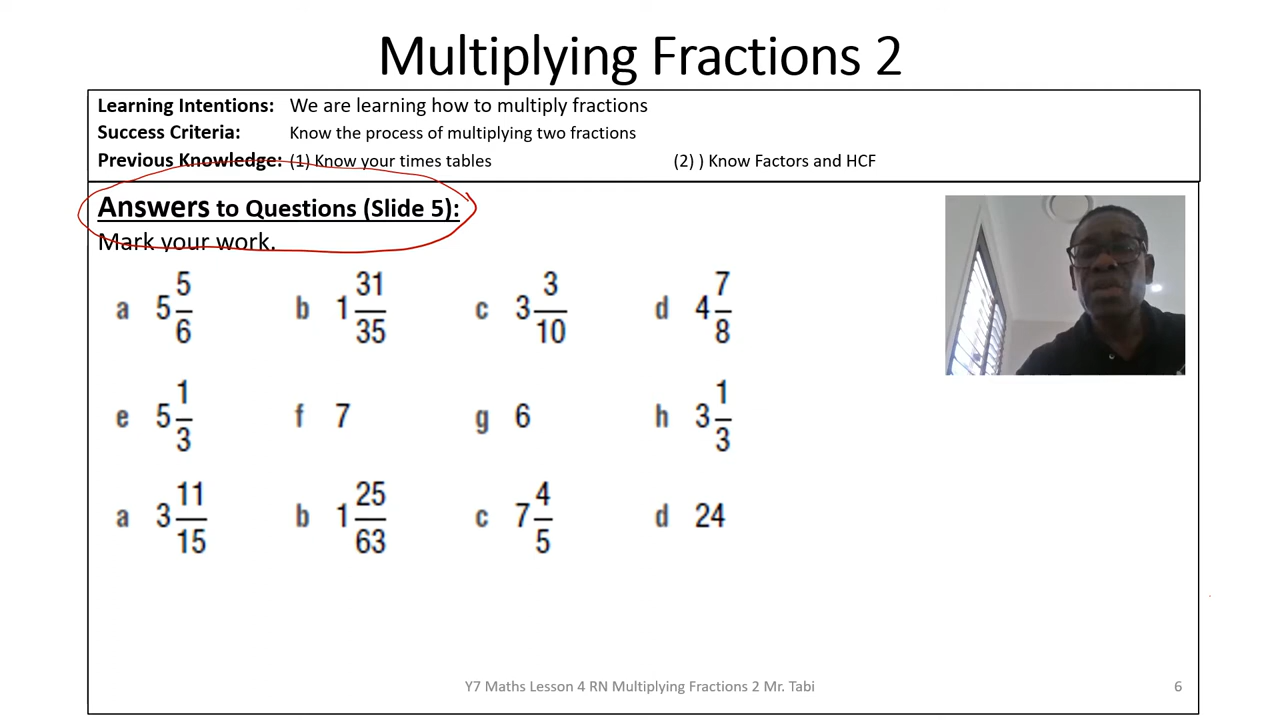 Multiplying Fractions 2
Learning Intentions: We are learning how to multiply fractions
Success Criteria: Know the process of multiplying two fractions
Previous Knowledge: (1) Know your times tables (2) ) Know Factors and HCF
Answers to Questions (Slide 5):
Mark your work.
a 5 5/6 b 1 31/35 c 3 3/10 d 4 7/8
e 5 1/3 f 7 g 6 h 3 1/3
a 3 11/15 b 1 25/63 c 7 4/5 d 24
Y7 Maths Lesson 4 RN Multiplying Fractions 2 Mr. Tabi 6